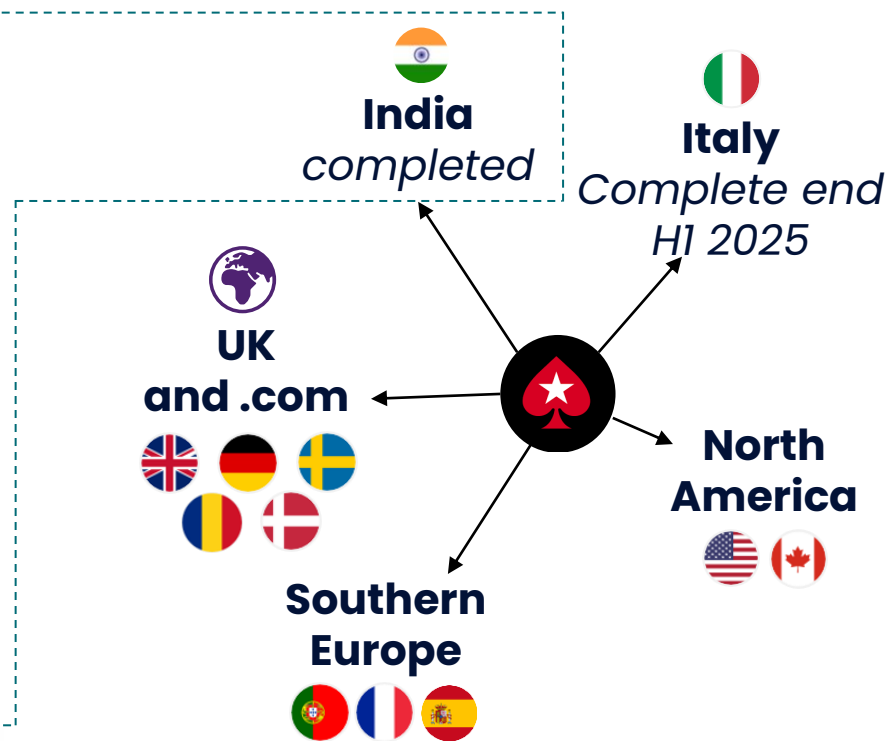 India
completed
Italy
Complete end
H1 2025
UK
and .com
North
America
Southern
Europe